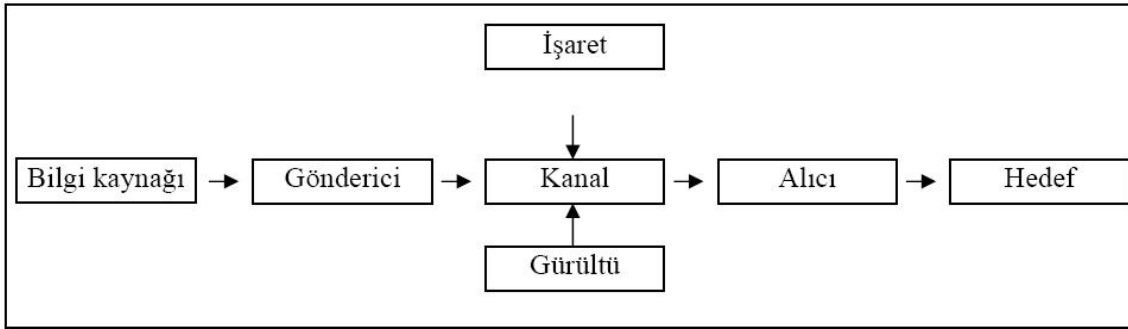 İşaret
Bilgi kaynağı Gönderici Kanal Alıcı Hedef
Gürültü